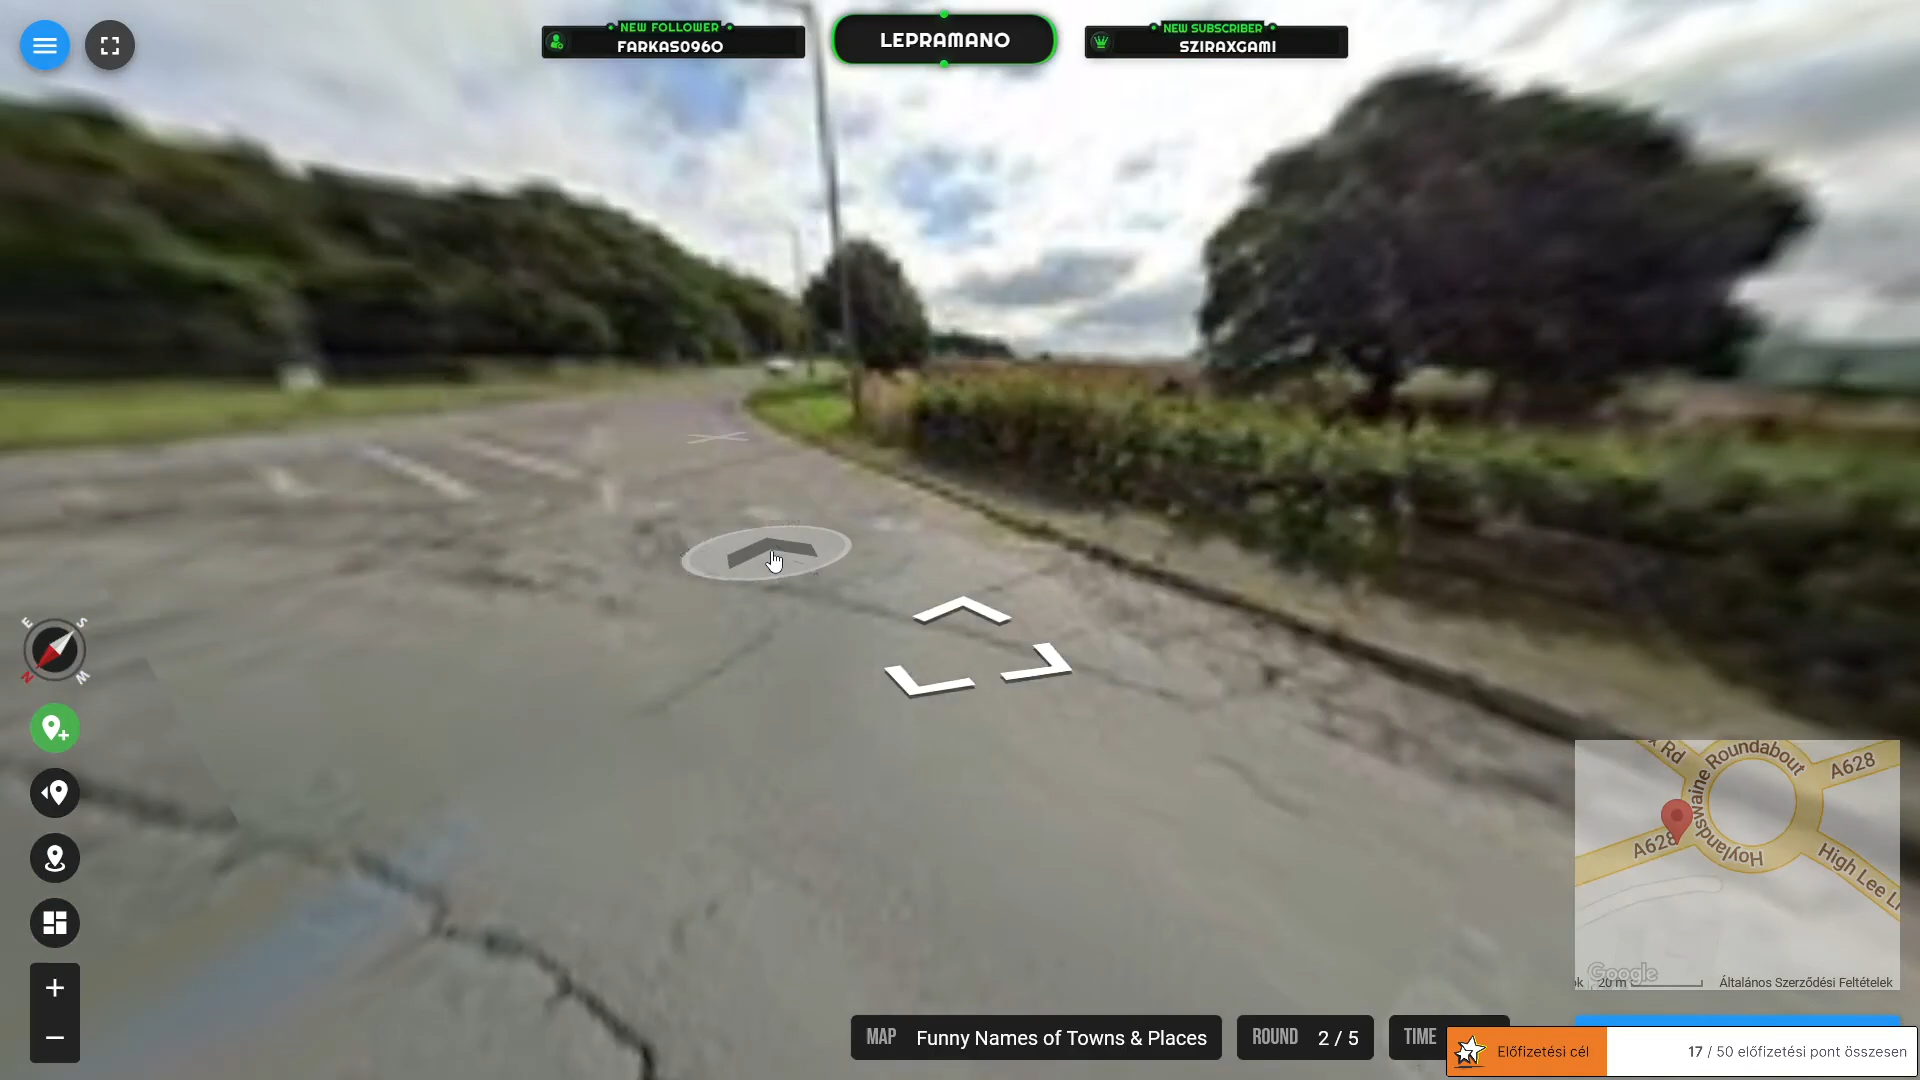 NEW FOLLOWER
FARKAS0960
LEPRAMANO
NEW SUBSCRIBER
SZIRAXGAMI
E
S
N
W
Rd
A628
Hoylandswaine Roundabout
A628
High Lee L
Google
20 m
Általános Szerződési Feltételek
MAP Funny Names of Towns & Places
ROUND 2 / 5
TIME
Előfizetési cél
17 / 50 előfizetési pont összesen